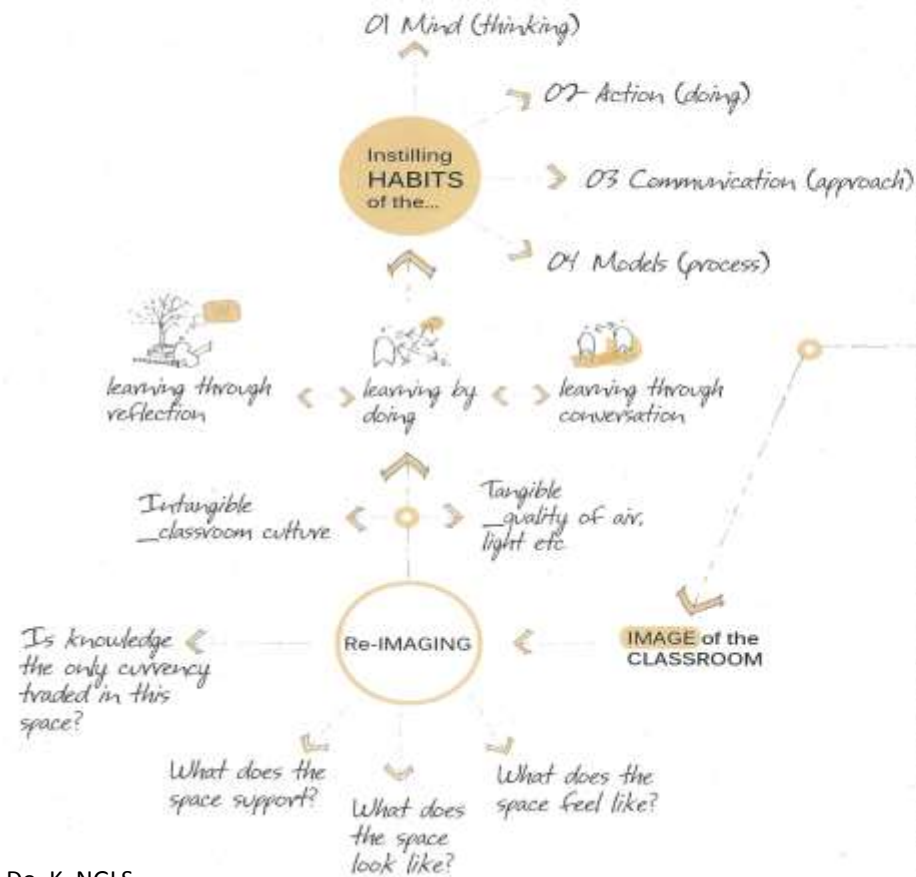 01 Mind (thinking)
02 Action (doing)
Instilling
HABITS
of the...
03 Communication (approach)
04 Models (process)
learning through
reflection
learning by
doing
learning through
conversation
Intangible
_classroom culture
Tangible
_quality of air,
light etc
Re-IMAGING
IMAGE of the
CLASSROOM
Is knowledge
the only currency
traded in this
space?
What does the
space support?
What does
the space
look like?
What does the
space feel like?